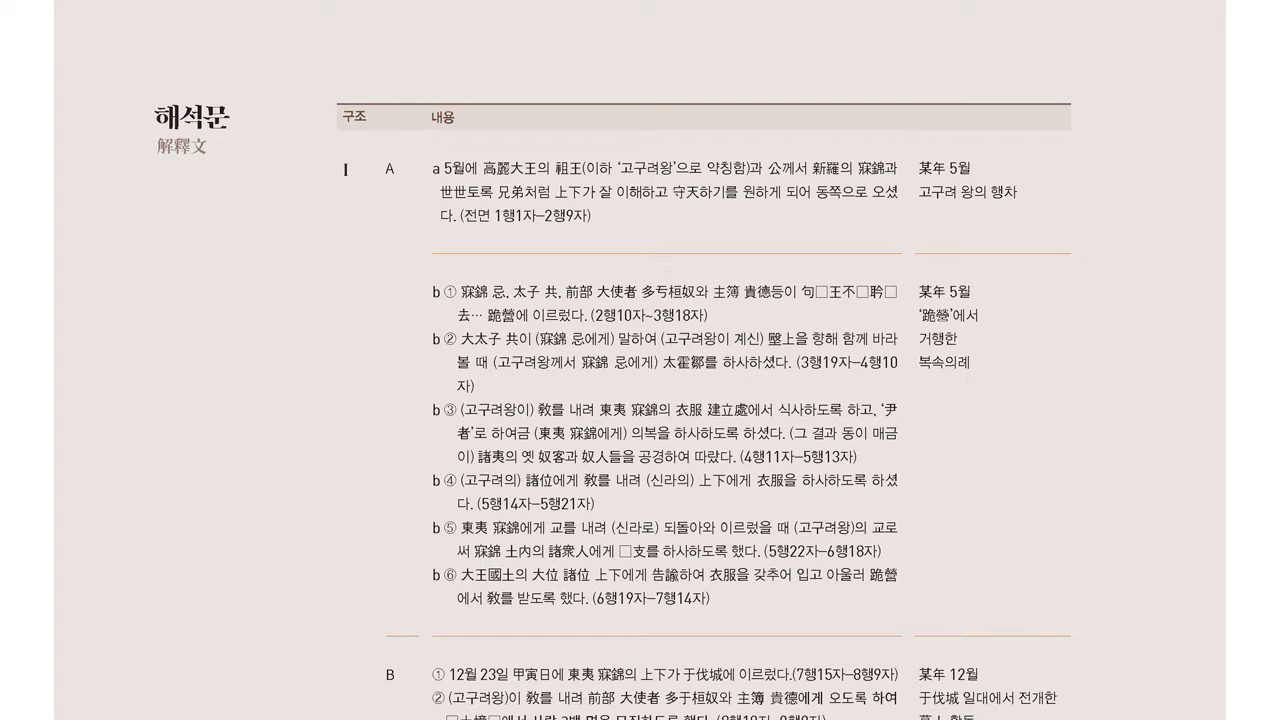 해석문
解釋文
구조 내용
I A a 5월에 高麗大王의 祖王(이하 ‘고구려왕’으로 약칭함)과 公께서 新羅의 寐錦과 某年 5월
世世토록 兄弟처럼 上下가 잘 이해하고 守天하기를 원하게 되어 동쪽으로 오셨 고구려 왕의 행차
다. (전면 1행1자–2행9자)
b ① 寐錦 忌, 太子 共, 前部 大使者 多亏桓奴와 主簿 貴德등이 句□王不□聆□ 某年 5월
去… 跪營에 이르렀다. (2행10자~3행18자) ‘跪營’에서
b ② 大太子 共이 (寐錦 忌에게) 말하여 (고구려왕이 계신) 壂上을 향해 함께 바라 거행한
볼 때 (고구려왕께서 寐錦 忌에게) 太霍鄒를 하사하셨다. (3행19자–4행10 복속의례
자)
b ③ (고구려왕이) 敎를 내려 東夷 寐錦의 衣服 建立處에서 식사하도록 하고, ‘尹
者’로 하여금 (東夷 寐錦에게) 의복을 하사하도록 하셨다. (그 결과 동이 매금
이) 諸夷의 옛 奴客과 奴人들을 공경하여 따랐다. (4행11자–5행13자)
b ④ (고구려의) 諸位에게 敎를 내려 (신라의) 上下에게 衣服을 하사하도록 하셨
다. (5행14자–5행21자)
b ⑤ 東夷 寐錦에게 교를 내려 (신라로) 되돌아와 이르렀을 때 (고구려왕)의 교로
써 寐錦 土內의 諸衆人에게 □支를 하사하도록 했다. (5행22자–6행18자)
b ⑥ 大王國土의 大位 諸位 上下에게 告諭하여 衣服을 갖추어 입고 아울러 跪營
에서 敎를 받도록 했다. (6행19자–7행14자)
B ① 12월 23일 甲寅日에 東夷 寐錦의 上下가 于伐城에 이르렀다.(7행15자–8행9자) 某年 12월
② (고구려왕)이 敎를 내려 前部 大使者 多于桓奴와 主簿 貴德에게 오도록 하여 于伐城 일대에서 전개한